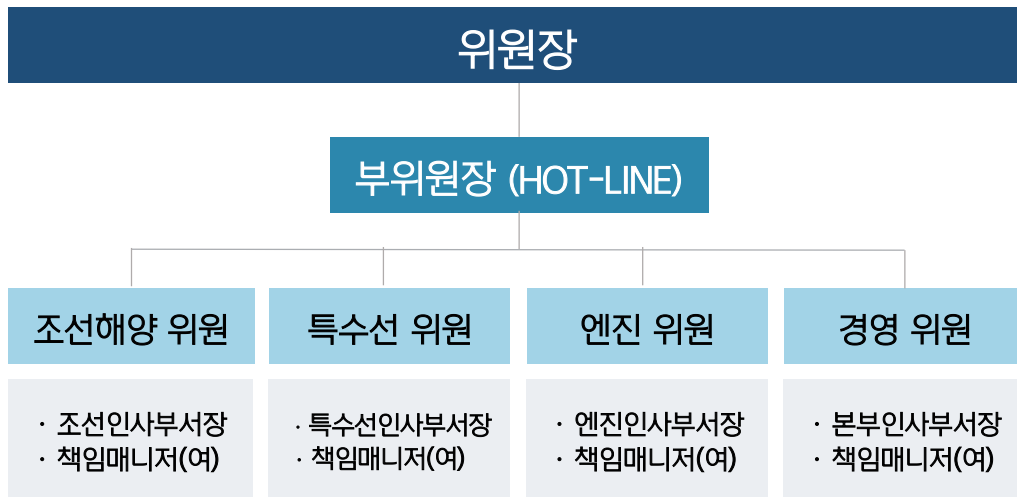 위원장
부위원장 (HOT-LINE)
조선해양 위원
특수선 위원
엔진 위원
경영 위원
· 조선인사부서장
· 책임매니저(여)
· 특수선인사부서장
· 책임매니저(여)
· 엔진인사부서장
· 책임매니저(여)
· 본부인사부서장
· 책임매니저(여)